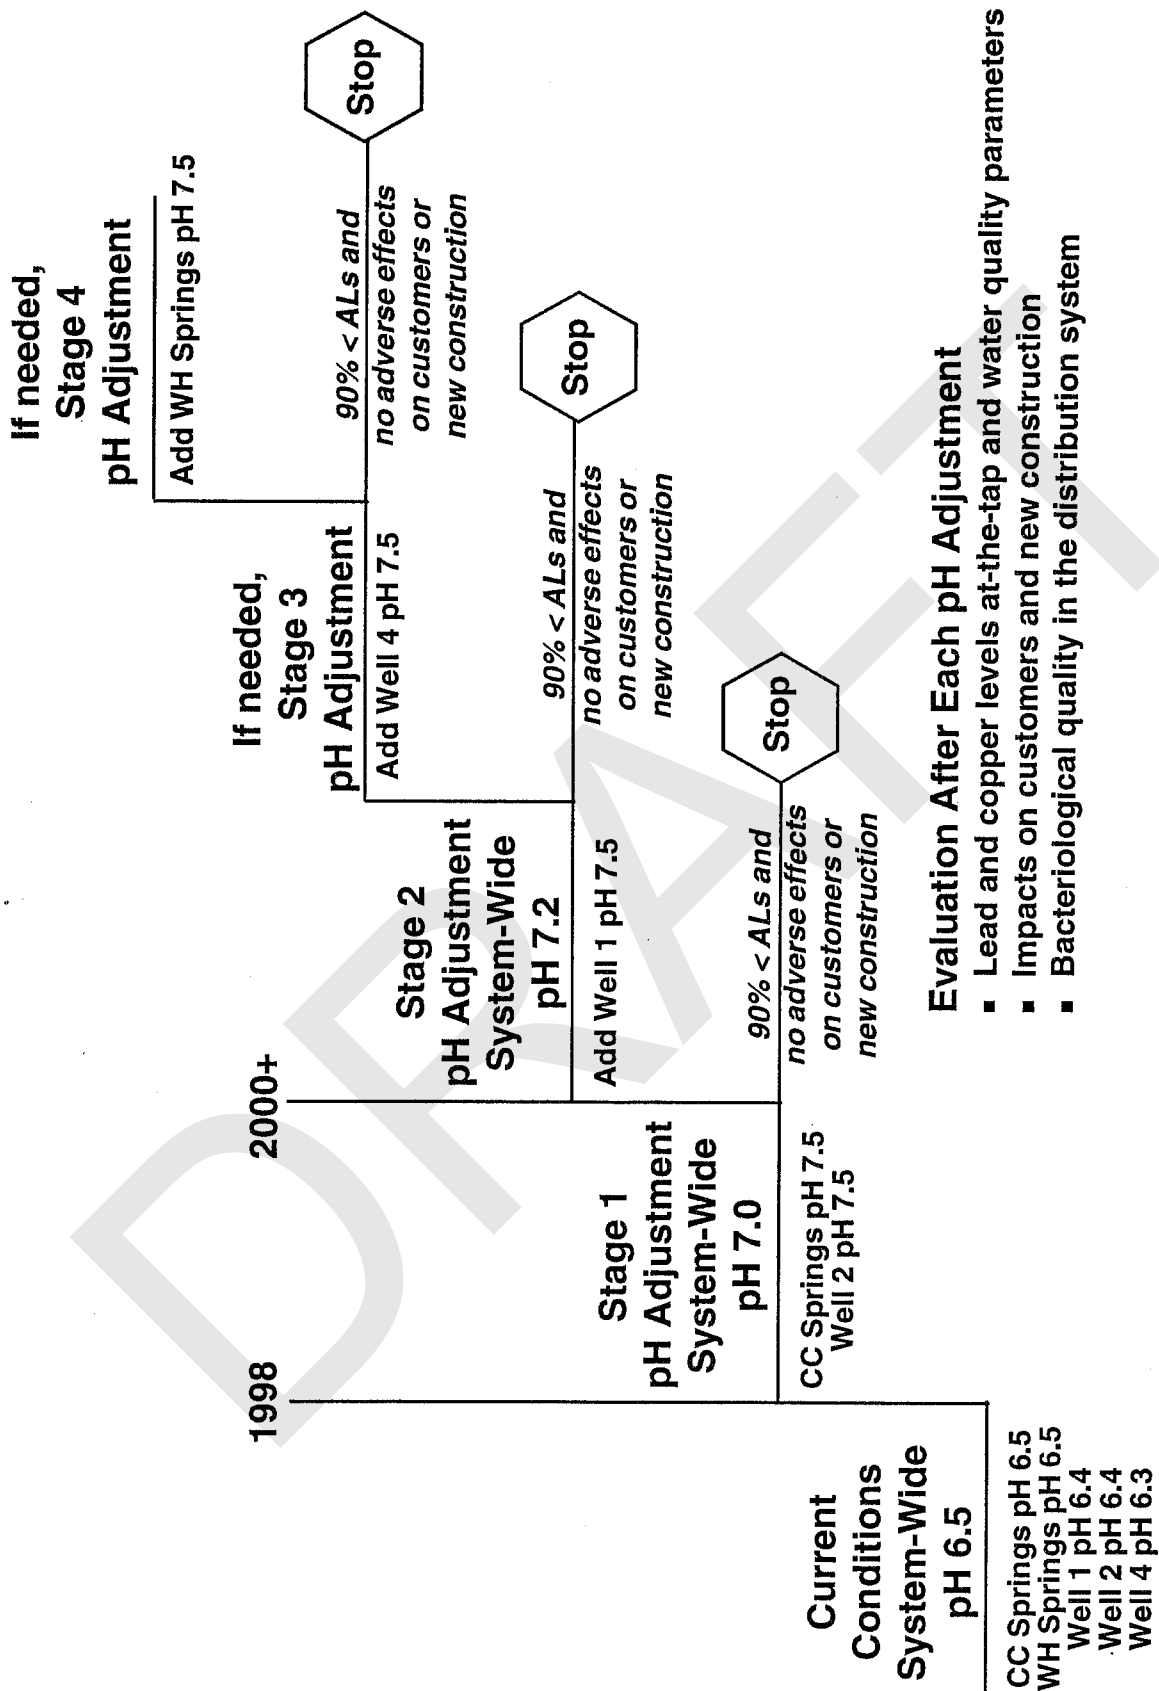 If needed,
Stage 4
pH Adjustment
Add WH Springs pH 7.5
90% < ALs and
no adverse effects
on customers or
new construction
Stop
If needed,
Stage 3
pH Adjustment
Add Well 4 pH 7.5
90% < ALs and
no adverse effects
on customers or
new construction
Stop
2000+
Stage 2
pH Adjustment
System-Wide
pH 7.2
Add Well 1 pH 7.5
90% < ALs and
no adverse effects
on customers or
new construction
Stop
1998
Stage 1
pH Adjustment
System-Wide
pH 7.0
CC Springs pH 7.5
Well 2 pH 7.5
Current
Conditions
System-Wide
pH 6.5
CC Springs pH 6.5
WH Springs pH 6.5
Well 1 pH 6.4
Well 2 pH 6.4
Well 4 pH 6.3
Evaluation After Each pH Adjustment
▪ Lead and copper levels at-the-tap and water quality parameters
▪ Impacts on customers and new construction
▪ Bacteriological quality in the distribution system
DRAFT